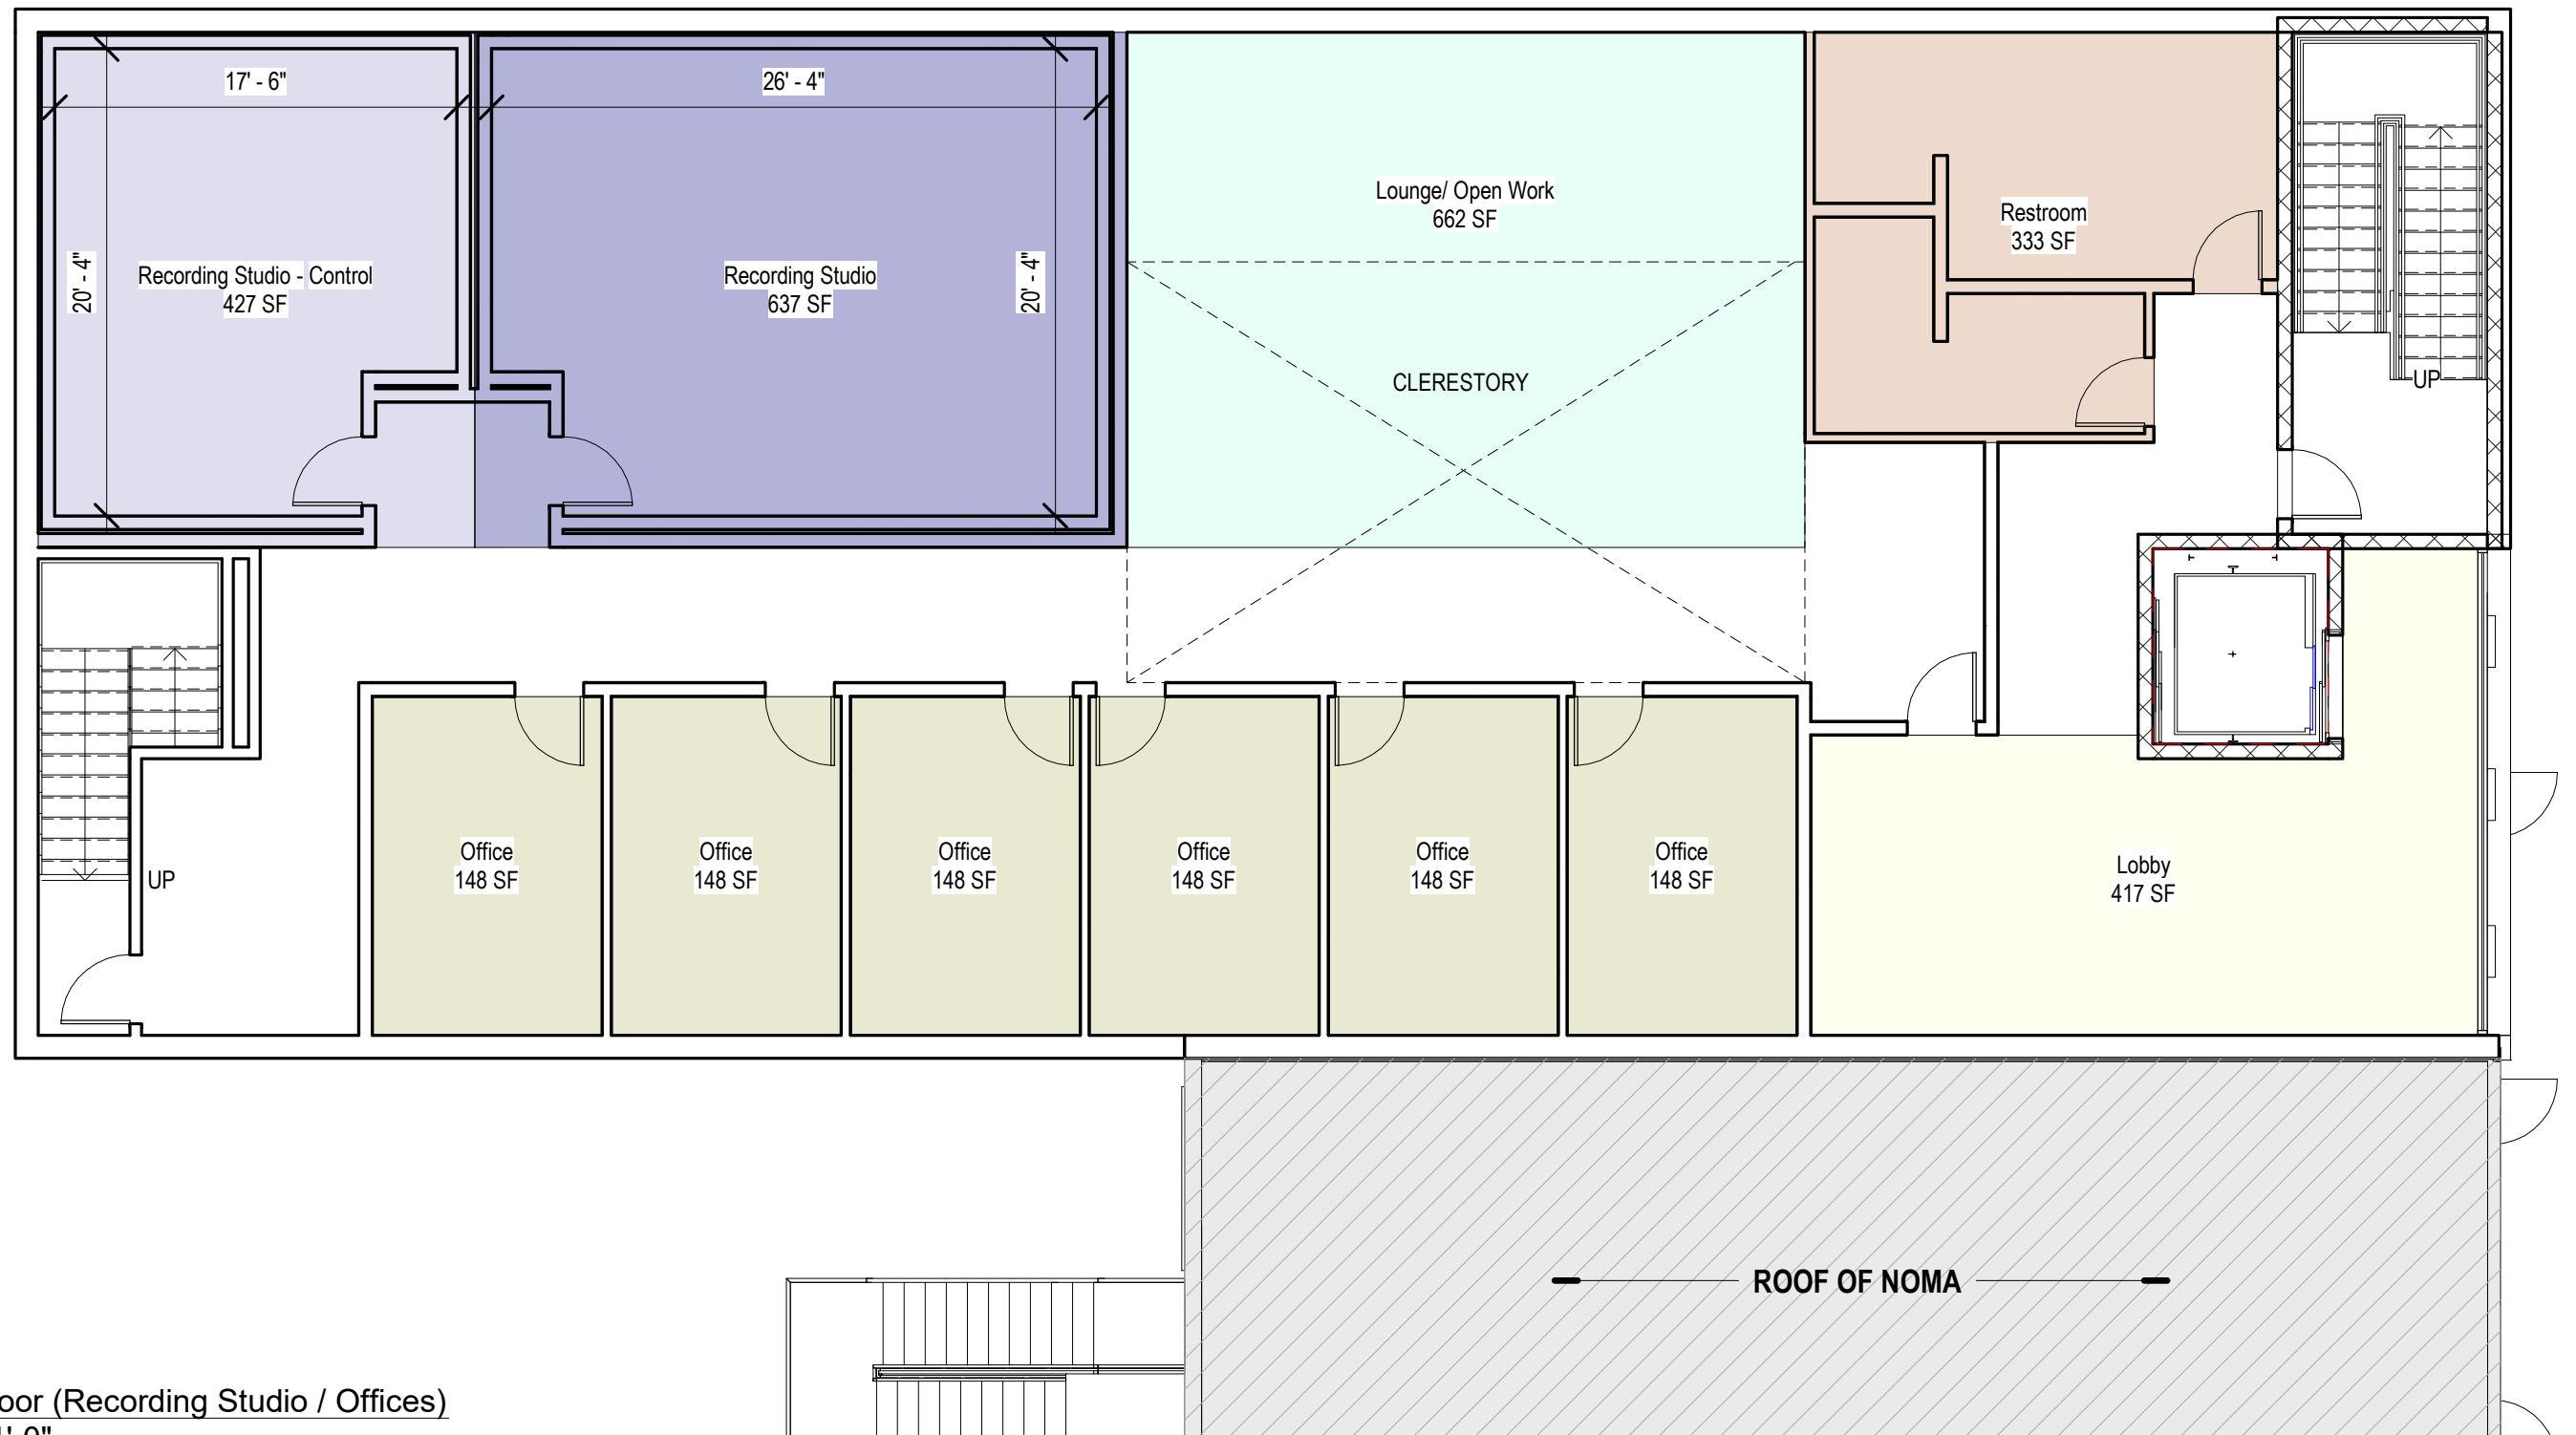 17' - 6"
26' - 4"
20' - 4"
Recording Studio - Control
427 SF
Recording Studio
637 SF
20' - 4"
Lounge/ Open Work
662 SF
CLERESTORY
Restroom
333 SF
UP
UP
Office
148 SF
Office
148 SF
Office
148 SF
Office
148 SF
Office
148 SF
Office
148 SF
Lobby
417 SF
ROOF OF NOMA
oor (Recording Studio / Offices)